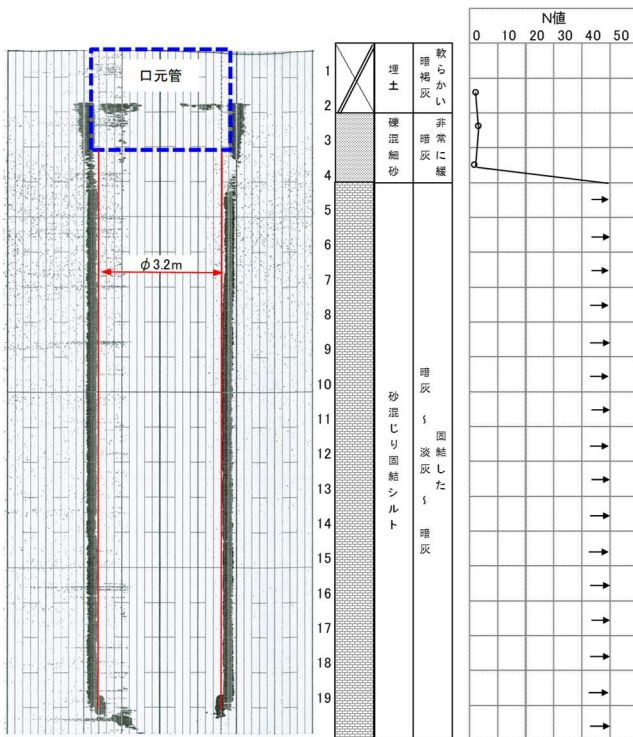 N値
0 10 20 30 40 50
口元管
φ3.2m
1
2
3
4
5
6
7
8
9
10
11
12
13
14
15
16
17
18
19
埋土
暗褐灰
軟らかい
礫混細砂
暗灰
非常に緩
砂混じり固結シルト
暗灰 ~ 淡灰 ~ 暗灰
固結した